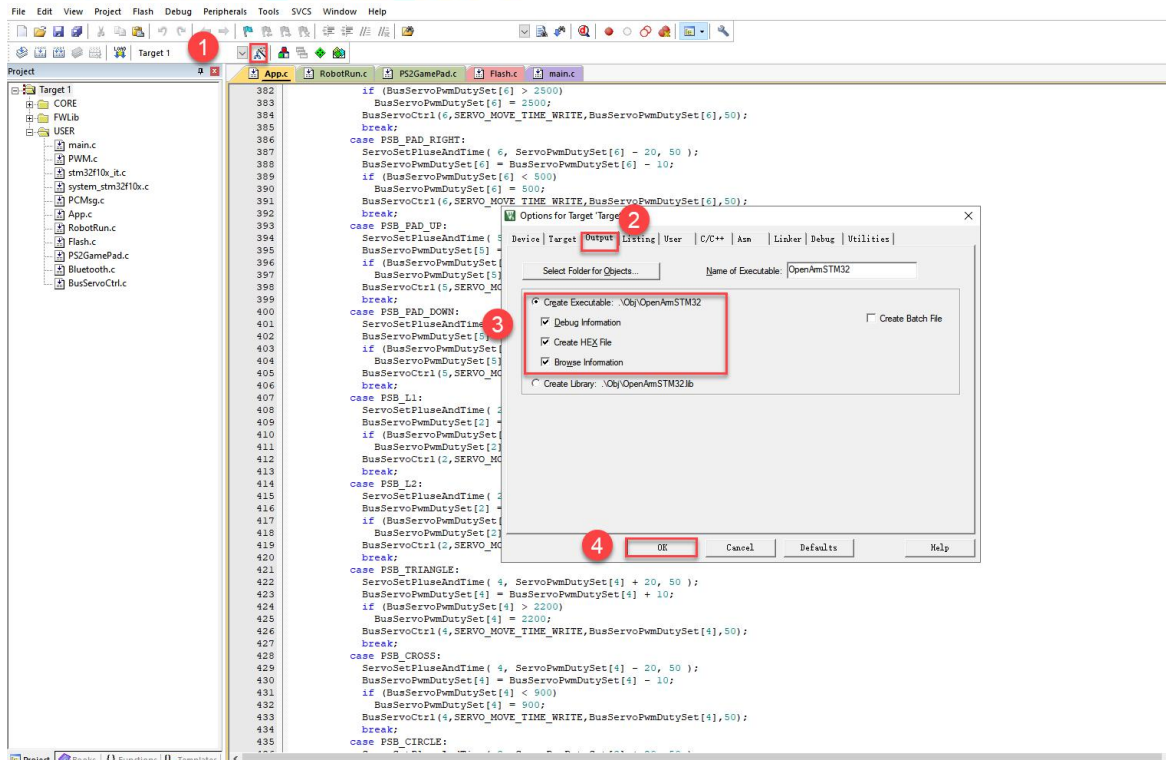 File Edit View Project Flash Debug Peripherals Tools SVCS Window Help
Target 1
1
Project
App.c RobotRun.c PS2GamePad.c Flash.c main.c
Target 1
CORE
FWLib
USER
main.c
PWM.c
stm32f10x_it.c
system_stm32f10x.c
PCMsg.c
App.c
RobotRun.c
Flash.c
PS2GamePad.c
Bluetooth.c
BusServoCtrl.c
382 if (BusServoPwmDutySet[6] > 2500)
383 BusServoPwmDutySet[6] = 2500;
384 BusServoCtrl(6,SERVO_MOVE_TIME_WRITE,BusServoPwmDutySet[6],50);
385 break;
386 case PSB_PAD_RIGHT:
387 ServoSetPluseAndTime( 6, ServoPwmDutySet[6] - 20, 50 );
388 BusServoPwmDutySet[6] = BusServoPwmDutySet[6] - 10;
389 if (BusServoPwmDutySet[6] < 500)
390 BusServoPwmDutySet[6] = 500;
391 BusServoCtrl(6,SERVO_MOVE_TIME_WRITE,BusServoPwmDutySet[6],50);
392 break;
393 case PSB_PAD_UP:
394 ServoSetPluseAndTime( 5
395 BusServoPwmDutySet[5] =
396 if (BusServoPwmDutySet[
397 BusServoPwmDutySet[5]
398 BusServoCtrl(5,SERVO_MO
399 break;
400 case PSB_PAD_DOWN:
401 ServoSetPluseAndTime
402 BusServoPwmDutySet[5]
403 if (BusServoPwmDutySet[
404 BusServoPwmDutySet[5]
405 BusServoCtrl(5,SERVO_MO
406 break;
407 case PSB_L1:
408 ServoSetPluseAndTime( 2
409 BusServoPwmDutySet[2] =
410 if (BusServoPwmDutySet[
411 BusServoPwmDutySet[2]
412 BusServoCtrl(2,SERVO_MO
413 break;
414 case PSB_L2:
415 ServoSetPluseAndTime( 2
416 BusServoPwmDutySet[2] =
417 if (BusServoPwmDutySet[
418 BusServoPwmDutySet[2]
419 BusServoCtrl(2,SERVO_MO
420 break;
421 case PSB_TRIANGLE:
422 ServoSetPluseAndTime( 4, ServoPwmDutySet[4] + 20, 50 );
423 BusServoPwmDutySet[4] = BusServoPwmDutySet[4] + 10;
424 if (BusServoPwmDutySet[4] > 2200)
425 BusServoPwmDutySet[4] = 2200;
426 BusServoCtrl(4,SERVO_MOVE_TIME_WRITE,BusServoPwmDutySet[4],50);
427 break;
428 case PSB_CROSS:
429 ServoSetPluseAndTime( 4, ServoPwmDutySet[4] - 20, 50 );
430 BusServoPwmDutySet[4] = BusServoPwmDutySet[4] - 10;
431 if (BusServoPwmDutySet[4] < 900)
432 BusServoPwmDutySet[4] = 900;
433 BusServoCtrl(4,SERVO_MOVE_TIME_WRITE,BusServoPwmDutySet[4],50);
434 break;
435 case PSB_CIRCLE:
Options for Target 'Targe
2
Device Target Output Listing User C/C++ Asm Linker Debug Utilities
Select Folder for Objects... Name of Executable: OpenArmSTM32
Create Executable: .\Obj\OpenArmSTM32
3
Debug Information
Create Batch File
Create HEX File
Browse Information
Create Library: .\Obj\OpenArmSTM32.lib
4
OK Cancel Defaults Help
Project Books Functions Templates